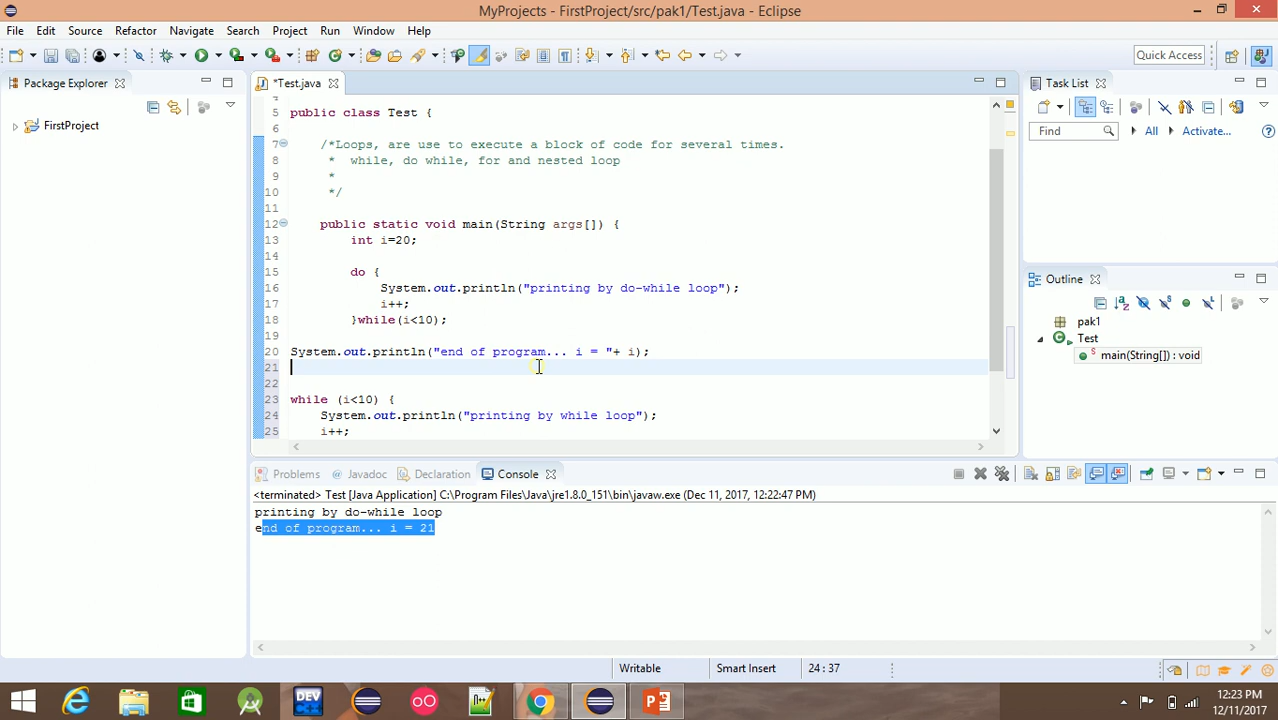 MyProjects - FirstProject/src/pak1/Test.java - Eclipse
File Edit Source Refactor Navigate Search Project Run Window Help
Quick Access
Package Explorer
*Test.java
Task List
FirstProject
Find
All
Activate...
4
5 public class Test {
6
7 /*Loops, are use to execute a block of code for several times.
8 * while, do while, for and nested loop
9 *
10 */
11
12 public static void main(String args[]) {
13 int i=20;
14
15 do {
16 System.out.println("printing by do-while loop");
17 i++;
18 }while(i<10);
19
20 System.out.println("end of program... i = "+ i);
21
22
23 while (i<10) {
24 System.out.println("printing by while loop");
25 i++;
Outline
pak1
Test
main(String[]) : void
Problems Javadoc Declaration Console
<terminated> Test [Java Application] C:\Program Files\Java\jre1.8.0_151\bin\javaw.exe (Dec 11, 2017, 12:22:47 PM)
printing by do-while loop
end of program... i = 21
Writable Smart Insert 24 : 37
DEV
12:23 PM
12/11/2017